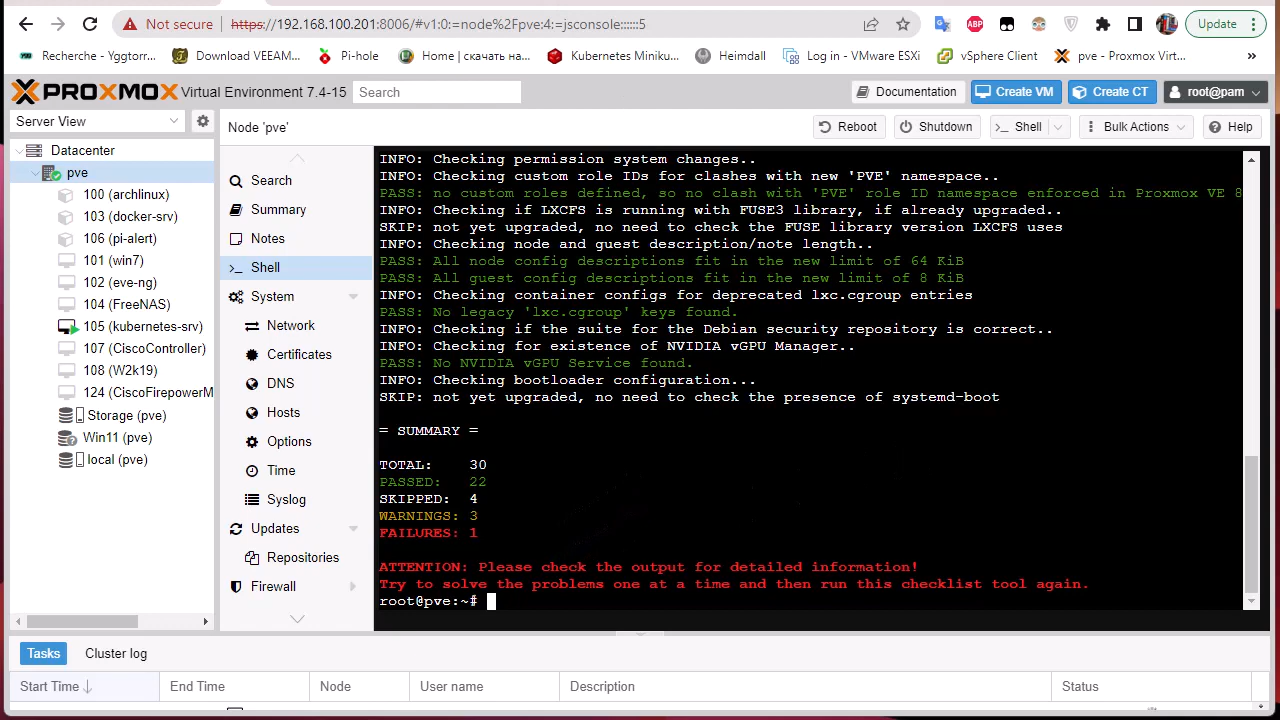 Not secure https://192.168.100.201:8006/#v1:0:=node%2Fpve:4:=jsconsole::::::5 Update
Recherche - Yggtorr... Download VEEAM... Pi-hole Home | скачать на... Kubernetes Miniku... Heimdall Log in - VMware ESXi vSphere Client pve - Proxmox Virt... »
PROXMOX Virtual Environment 7.4-15 Search Documentation Create VM Create CT root@pam
Server View
Node 'pve' Reboot Shutdown Shell Bulk Actions Help
Datacenter
pve
100 (archlinux)
103 (docker-srv)
106 (pi-alert)
101 (win7)
102 (eve-ng)
104 (FreeNAS)
105 (kubernetes-srv)
107 (CiscoController)
108 (W2k19)
124 (CiscoFirepowerM
Storage (pve)
Win11 (pve)
local (pve)
Search
Summary
Notes
Shell
System
Network
Certificates
DNS
Hosts
Options
Time
Syslog
Updates
Repositories
Firewall
INFO: Checking permission system changes..
INFO: Checking custom role IDs for clashes with new 'PVE' namespace..
PASS: no custom roles defined, so no clash with 'PVE' role ID namespace enforced in Proxmox VE 8
INFO: Checking if LXCFS is running with FUSE3 library, if already upgraded..
SKIP: not yet upgraded, no need to check the FUSE library version LXCFS uses
INFO: Checking node and guest description/note length..
PASS: All node config descriptions fit in the new limit of 64 KiB
PASS: All guest config descriptions fit in the new limit of 8 KiB
INFO: Checking container configs for deprecated lxc.cgroup entries
PASS: No legacy 'lxc.cgroup' keys found.
INFO: Checking if the suite for the Debian security repository is correct..
INFO: Checking for existence of NVIDIA vGPU Manager..
PASS: No NVIDIA vGPU Service found.
INFO: Checking bootloader configuration...
SKIP: not yet upgraded, no need to check the presence of systemd-boot
= SUMMARY =
TOTAL: 30
PASSED: 22
SKIPPED: 4
WARNINGS: 3
FAILURES: 1
ATTENTION: Please check the output for detailed information!
Try to solve the problems one at a time and then run this checklist tool again.
root@pve:~#
Tasks Cluster log
Start Time End Time Node User name Description Status